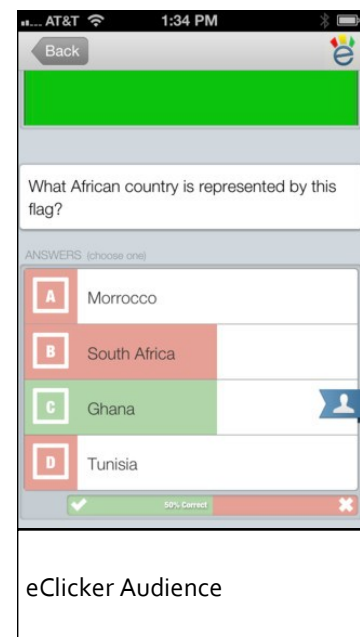 AT&T 1:34 PM
Back
e
What African country is represented by this
flag?
ANSWERS (choose one)
A Morrocco
B South Africa
C Ghana
D Tunisia
50% Correct
eClicker Audience